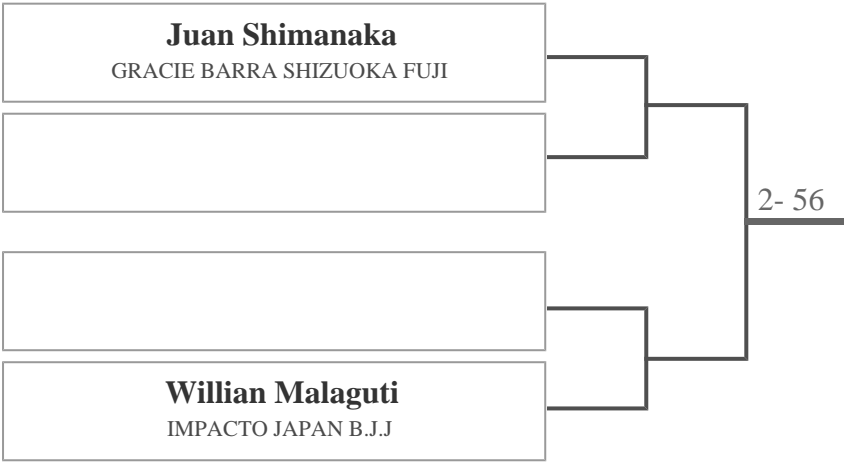 Juan Shimanaka
GRACIE BARRA SHIZUOKA FUJI
2- 56
Willian Malaguti
IMPACTO JAPAN B.J.J